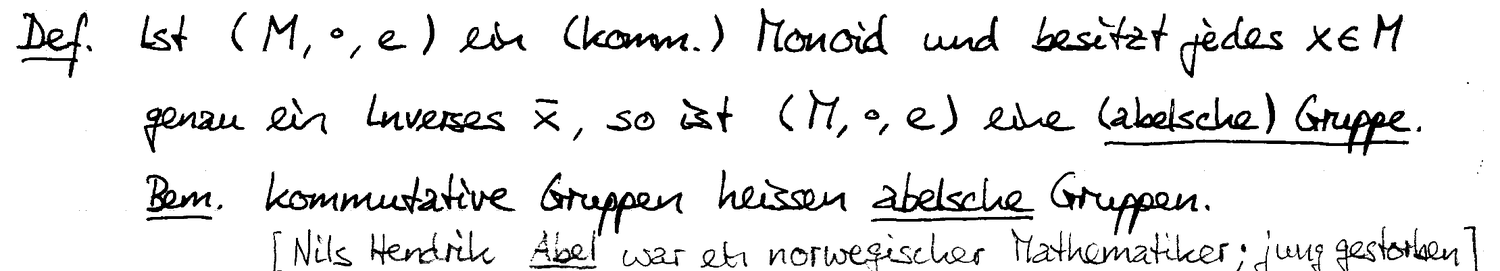 Def. Ist (M, ∘, e) ein (komm.) Monoid und besitzt jedes x ∈ M
genau ein Inverses x̄, so ist (M, ∘, e) eine (abelsche) Gruppe.
Bem. kommutative Gruppen heissen abelsche Gruppen.
[Nils Hendrik Abel war ein norwegischer Mathematiker; jung gestorben]